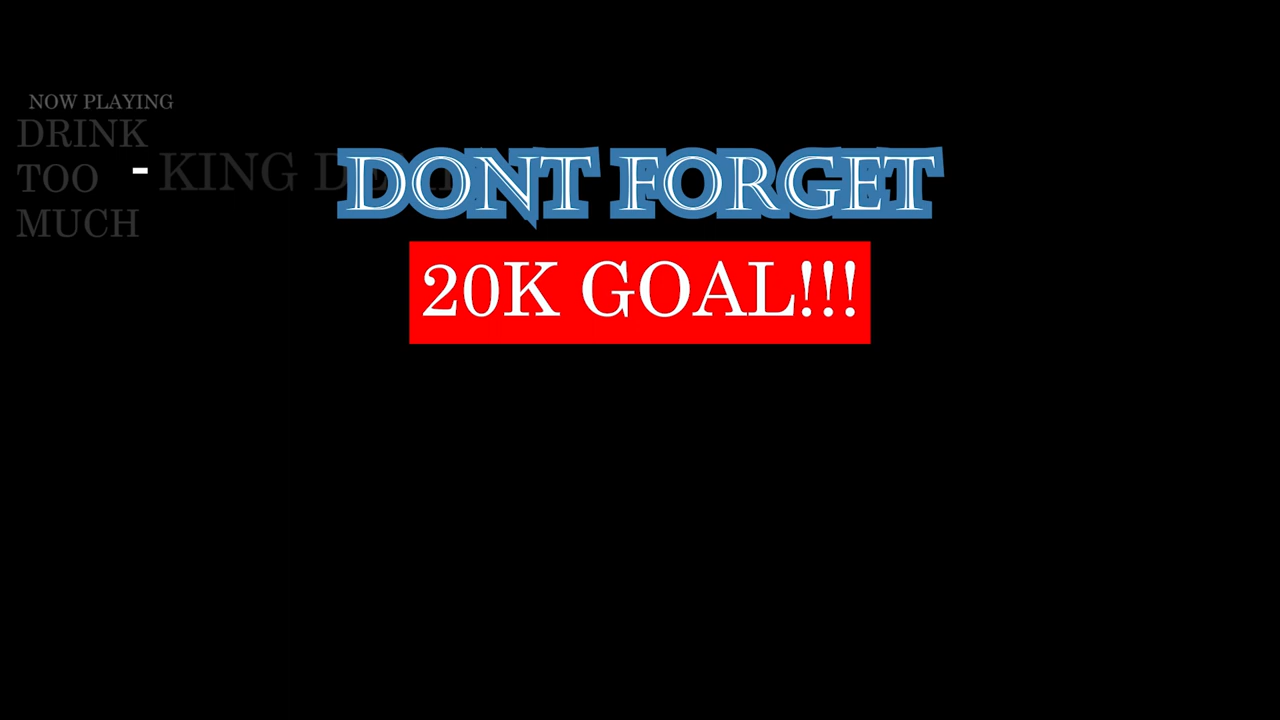 NOW PLAYING
DRINK
TOO
MUCH
- KING
DONT FORGET
20K GOAL!!!